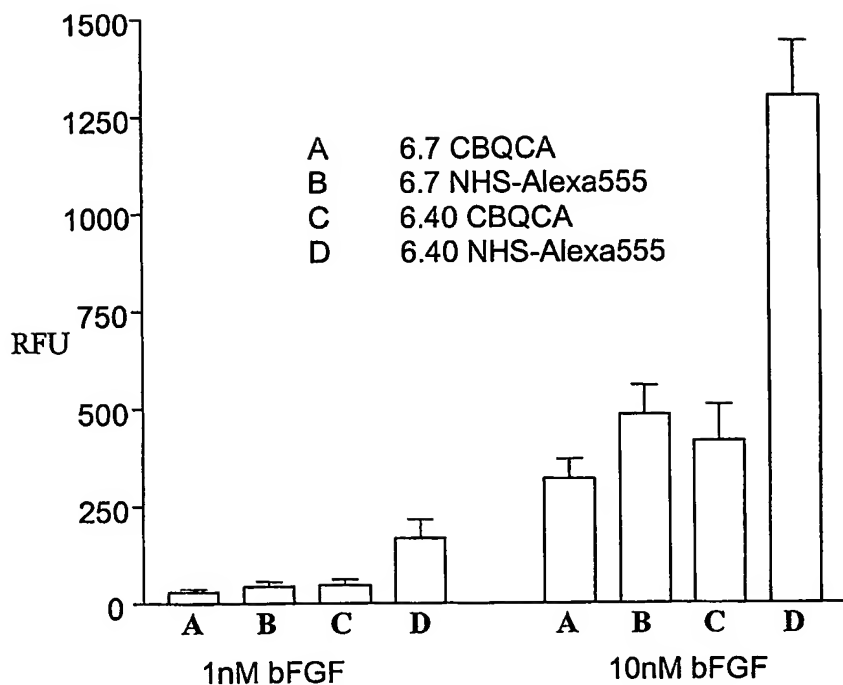 1500
1250
1000
750
500
250
0
RFU
A 6.7 CBQCA
B 6.7 NHS-Alexa555
C 6.40 CBQCA
D 6.40 NHS-Alexa555
A B C D A B C D
1nM bFGF 10nM bFGF